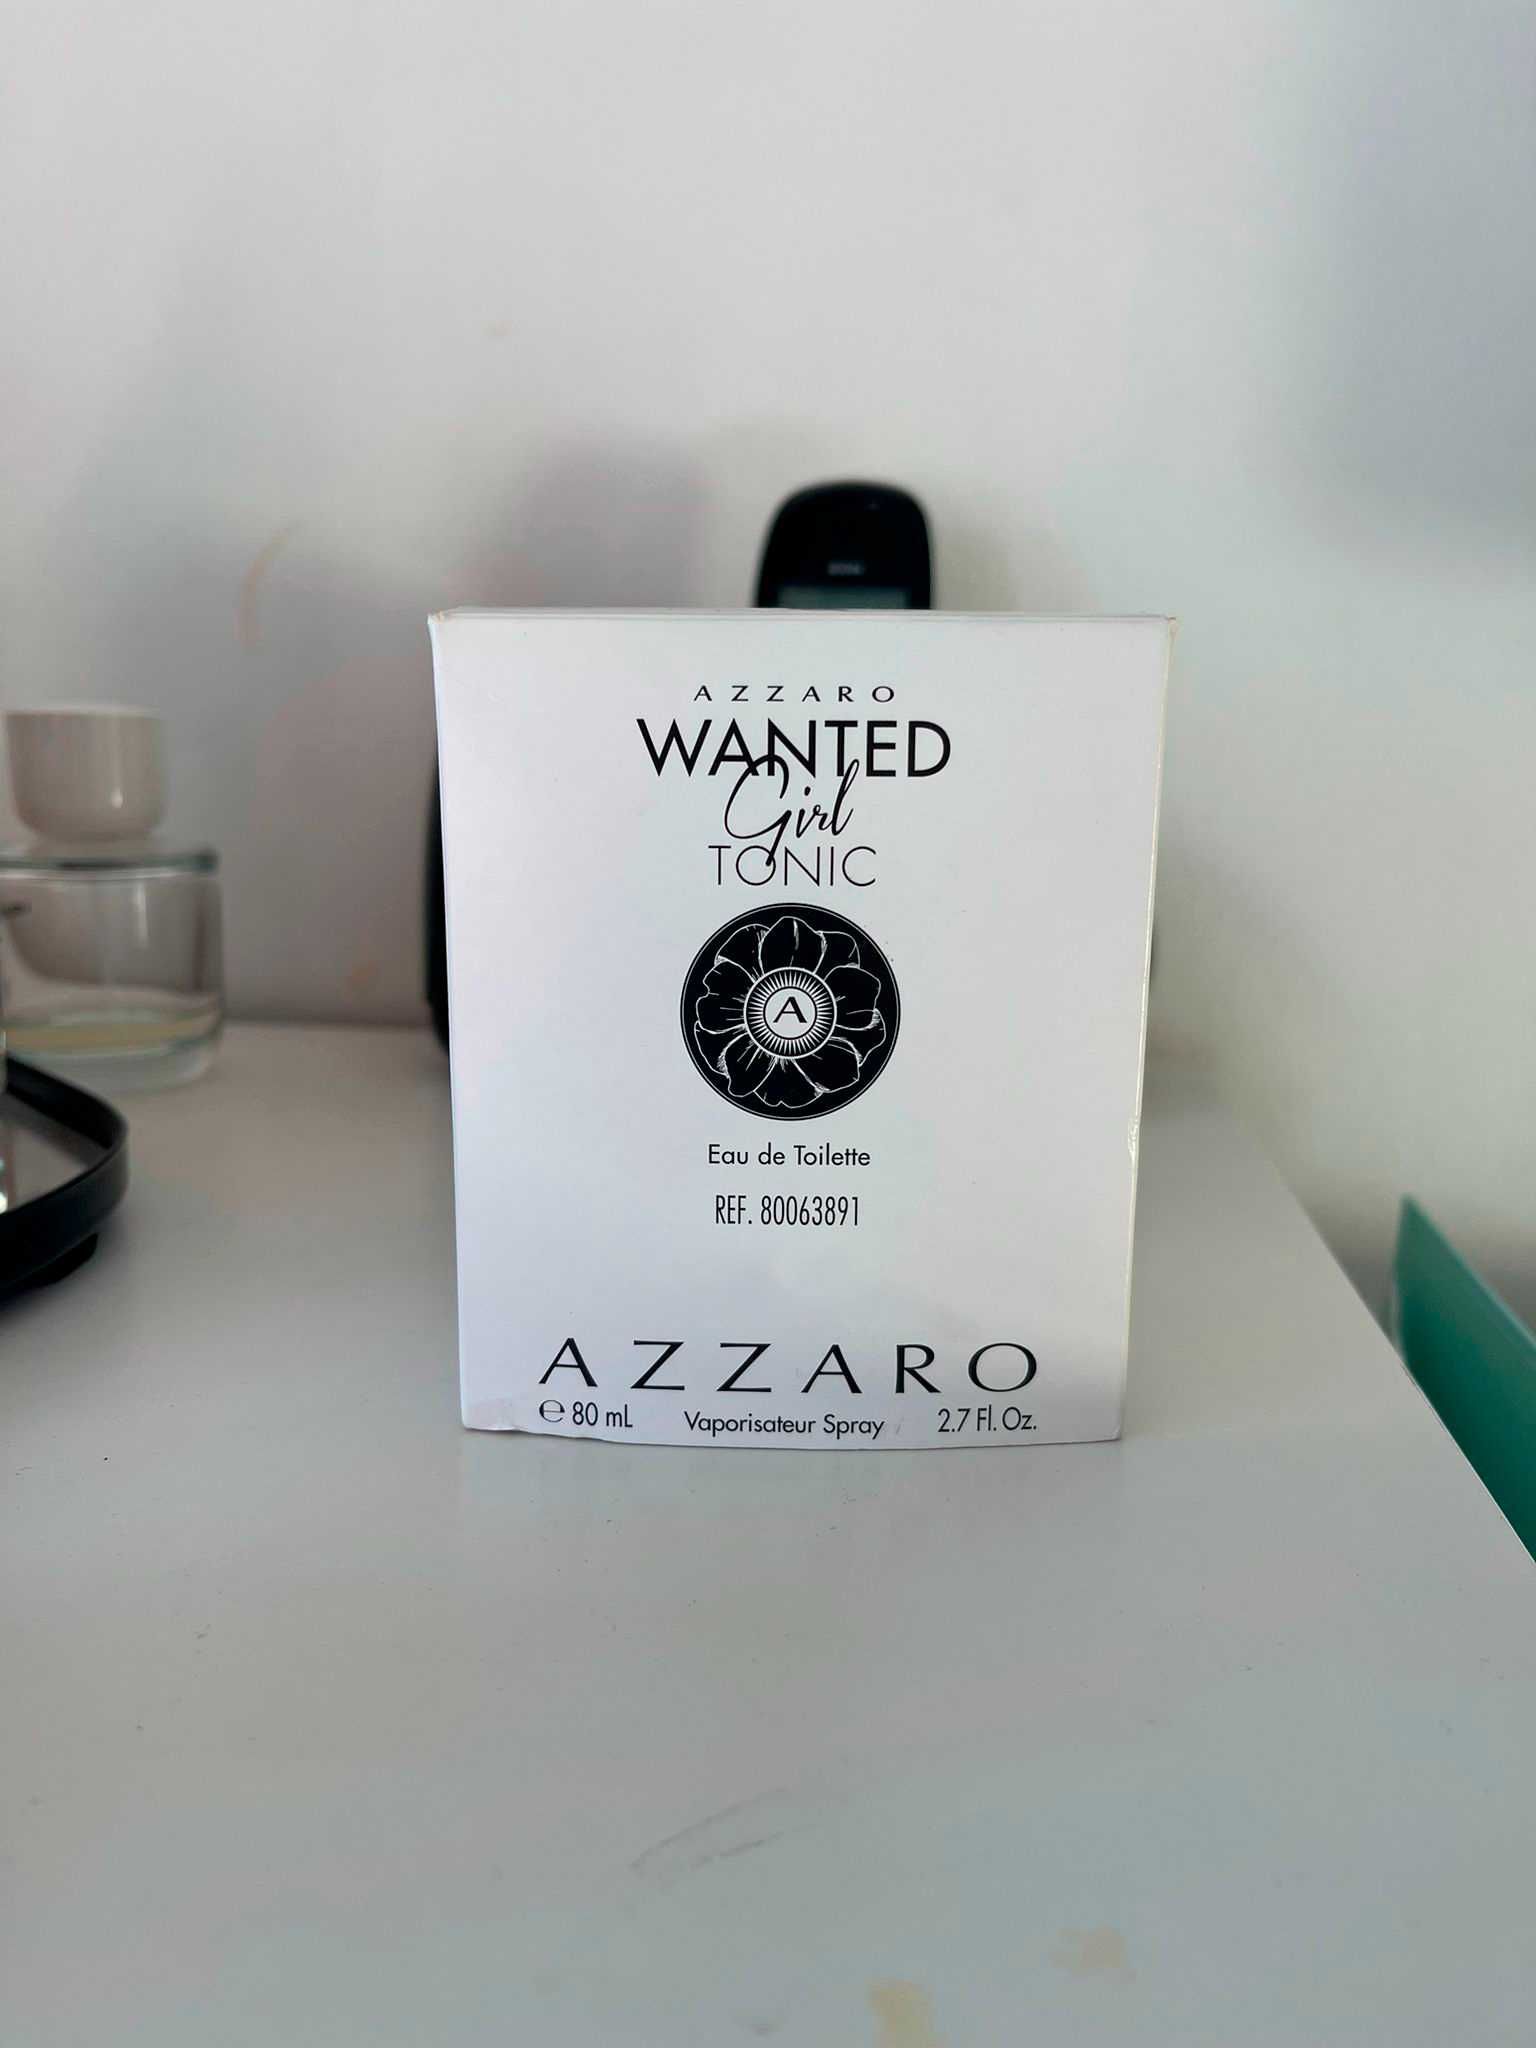 AZZARO
WANTED
Girl
TONIC
A
Eau de Toilette
REF. 80063891
AZZARO
℮ 80 mL Vaporisateur Spray 2.7 Fl. Oz.